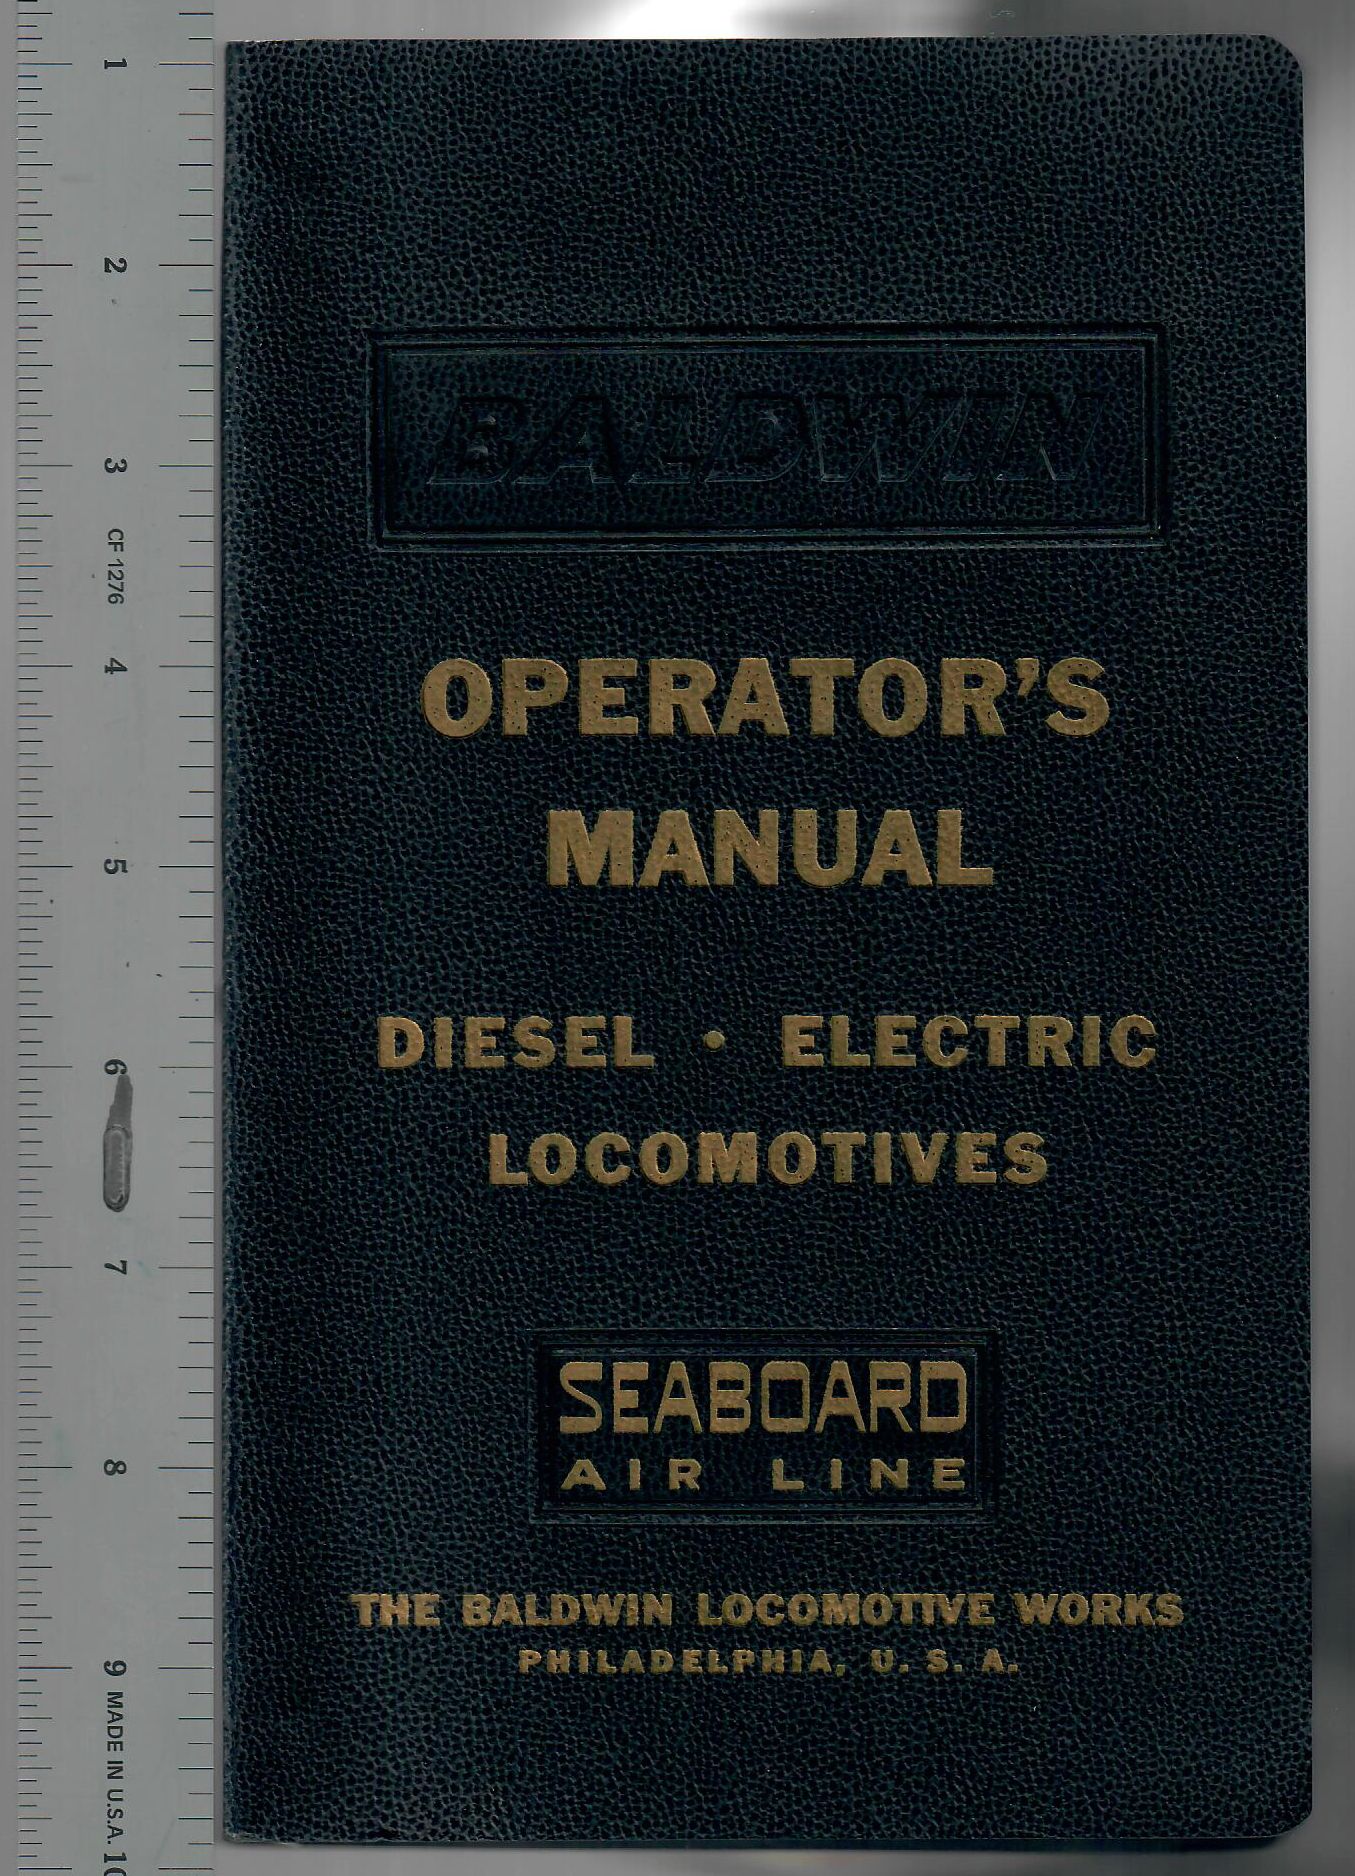 BALDWIN
OPERATOR'S
MANUAL
DIESEL • ELECTRIC
LOCOMOTIVES
SEABOARD
AIR LINE
THE BALDWIN LOCOMOTIVE WORKS
PHILADELPHIA, U. S. A.
1
2
3
CF 1276
4
5
6
7
8
9
MADE IN U.S.A.
10